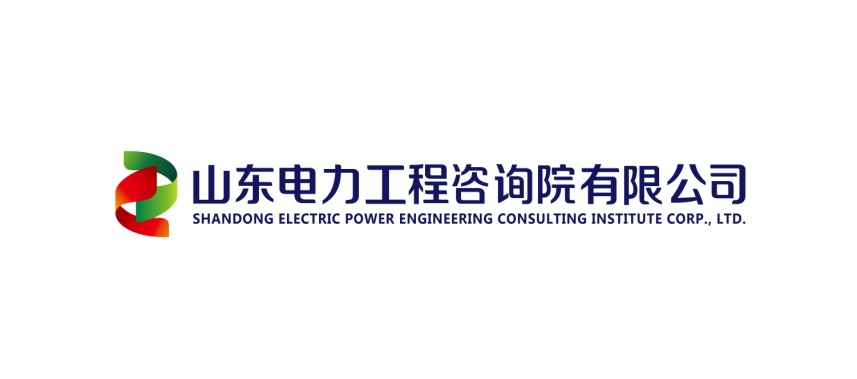 山东电力工程咨询院有限公司
SHANDONG ELECTRIC POWER ENGINEERING CONSULTING INSTITUTE CORP., LTD.